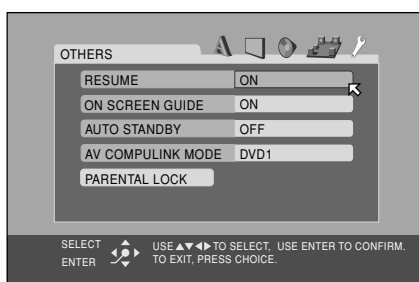 OTHERS
RESUME ON
ON SCREEN GUIDE ON
AUTO STANDBY OFF
AV COMPULINK MODE DVD1
PARENTAL LOCK
SELECT
ENTER
USE ▲▼◀▶ TO SELECT, USE ENTER TO CONFIRM.
TO EXIT, PRESS CHOICE.